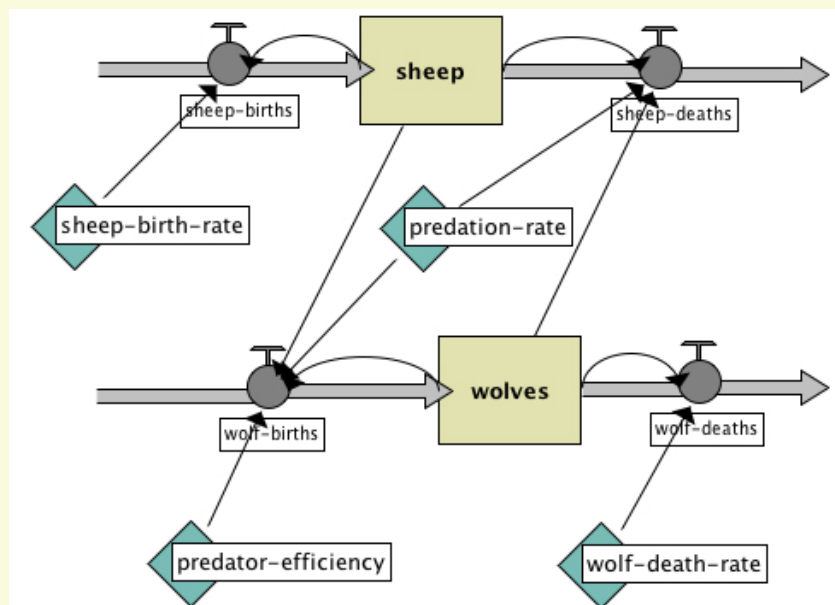 sheep
sheep-births
sheep-deaths
sheep-birth-rate
predation-rate
wolves
wolf-births
wolf-deaths
predator-efficiency
wolf-death-rate